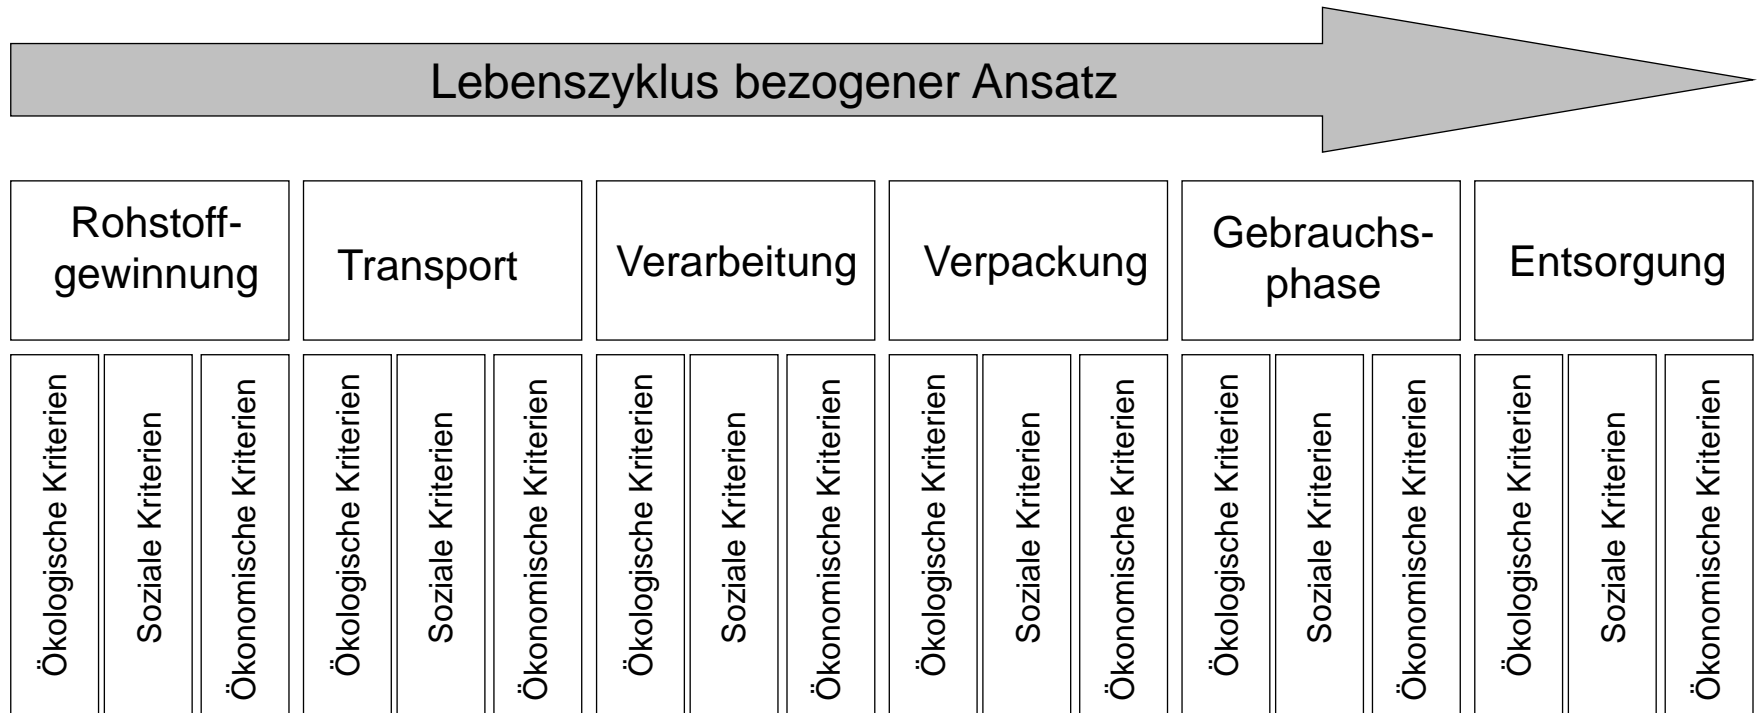 Lebenszyklus bezogener Ansatz
Rohstoff-
gewinnung
Transport
Verarbeitung
Verpackung
Gebrauchs-
phase
Entsorgung
Ökologische Kriterien
Soziale Kriterien
Ökonomische Kriterien
Ökologische Kriterien
Soziale Kriterien
Ökonomische Kriterien
Ökologische Kriterien
Soziale Kriterien
Ökonomische Kriterien
Ökologische Kriterien
Soziale Kriterien
Ökonomische Kriterien
Ökologische Kriterien
Soziale Kriterien
Ökonomische Kriterien
Ökologische Kriterien
Soziale Kriterien
Ökonomische Kriterien